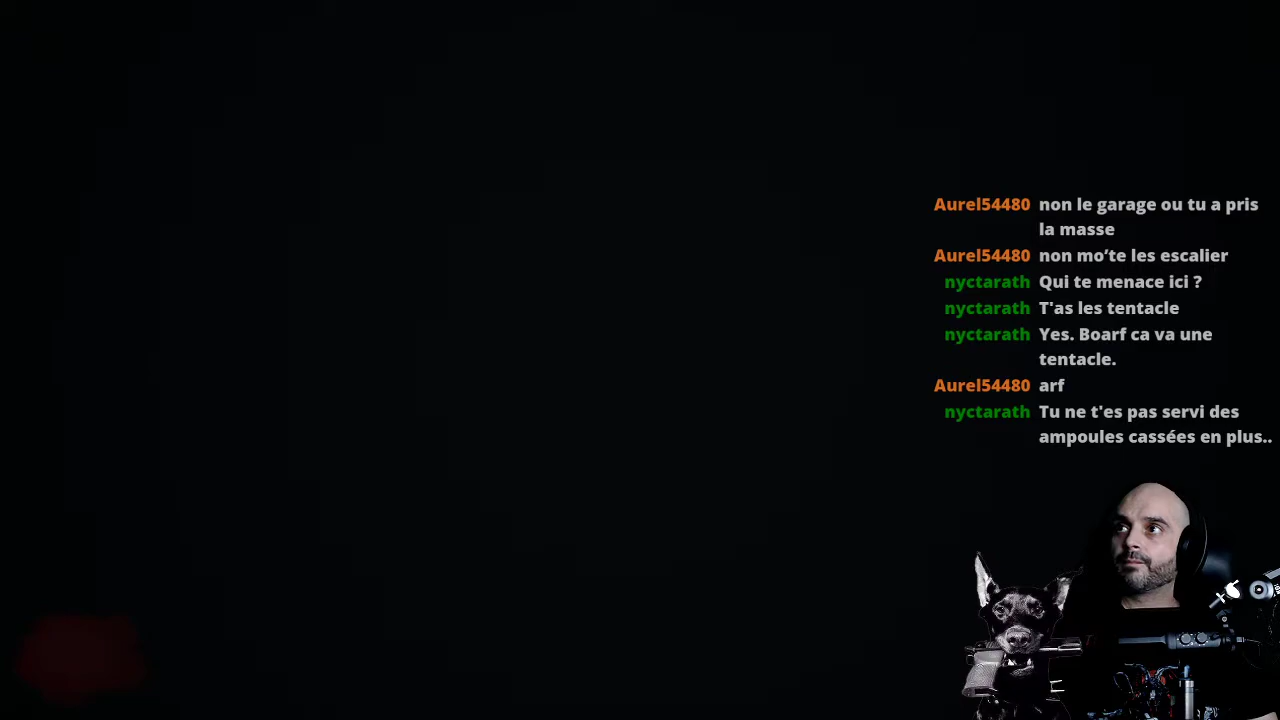 Aurel54480 non le garage ou tu a pris
la masse
Aurel54480 non mo’te les escalier
nyctarath Qui te menace ici ?
nyctarath T'as les tentacle
nyctarath Yes. Boarf ca va une
tentacle.
Aurel54480 arf
nyctarath Tu ne t'es pas servi des
ampoules cassées en plus..